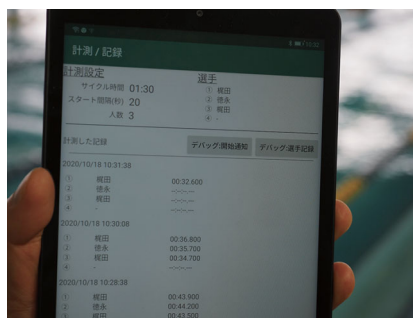 計測 / 記録
計測設定
サイクル時間 01:30
スタート間隔(秒) 20
人数 3
選手
① 梶田
② 徳永
③ 梶田
④ -
計測した記録
デバッグ:開始通知
デバッグ:選手記録
2020/10/18 10:31:38
① 梶田 00:32.600
② 徳永 --:--.---
③ 梶田 --:--.---
④ - --:--.---
2020/10/18 10:30:08
① 梶田 00:36.800
② 徳永 00:35.700
③ 梶田 00:34.700
④ - --:--.---
2020/10/18 10:28:38
① 梶田 00:43.900
② 徳永 00:44.200
③ 梶田 00:43.500